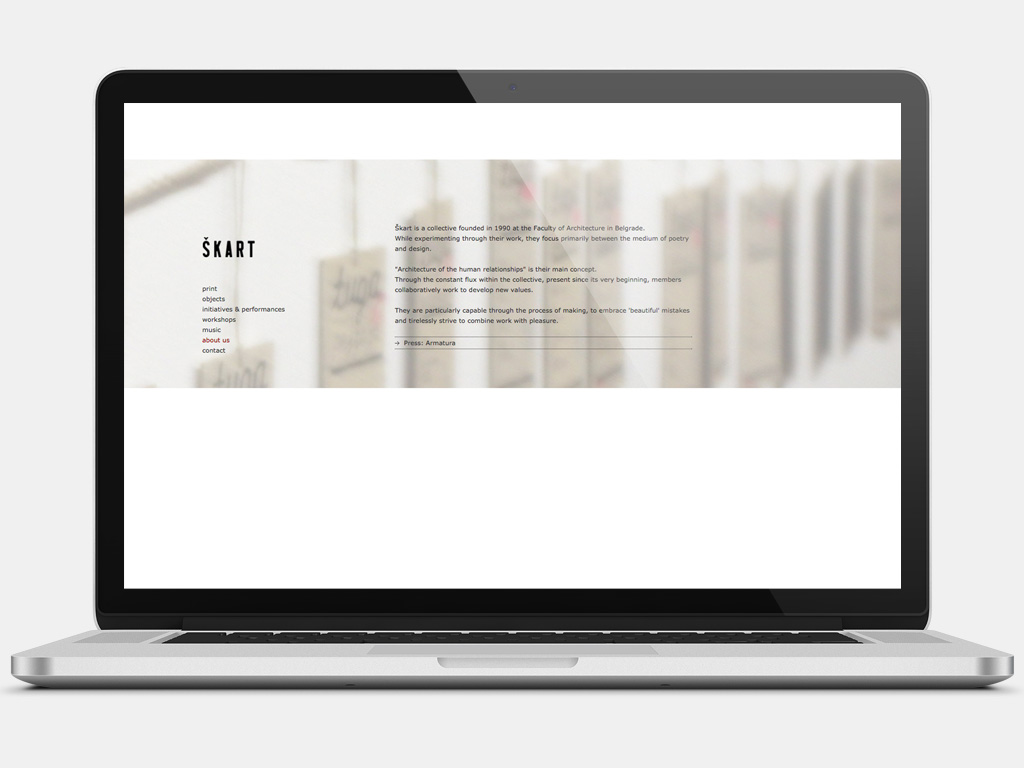 ŠKART
print
objects
initiatives & performances
workshops
music
about us
contact
Škart is a collective founded in 1990 at the Faculty of Architecture in Belgrade.
While experimenting through their work, they focus primarily between the medium of poetry
and design.
"Architecture of the human relationships" is their main concept.
Through the constant flux within the collective, present since its very beginning, members
collaboratively work to develop new values.
They are particularly capable through the process of making, to embrace 'beautiful' mistakes
and tirelessly strive to combine work with pleasure.
→ Press: Armatura
tuga
tuga